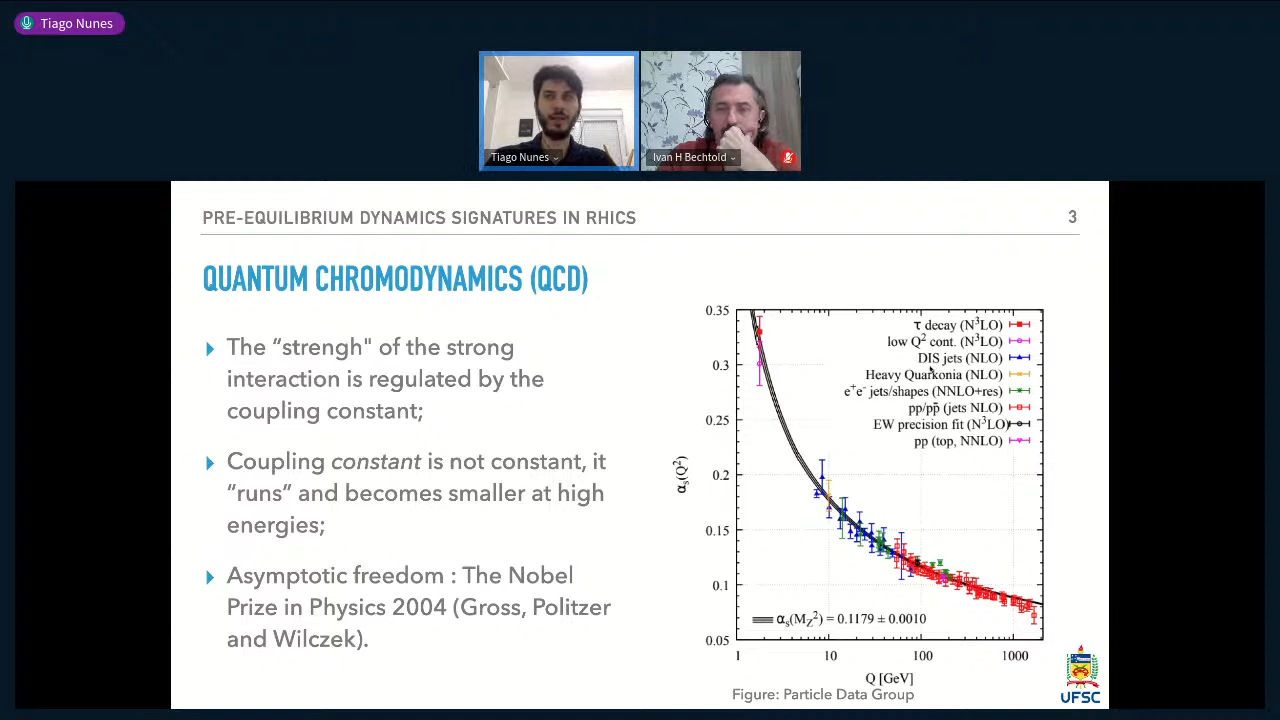 Tiago Nunes
Tiago Nunes
Ivan H Bechtold
PRE-EQUILIBRIUM DYNAMICS SIGNATURES IN RHICS
3
QUANTUM CHROMODYNAMICS (QCD)
The “strengh" of the strong
interaction is regulated by the
coupling constant;
Coupling constant is not constant, it
“runs” and becomes smaller at high
energies;
Asymptotic freedom : The Nobel
Prize in Physics 2004 (Gross, Politzer
and Wilczek).
0.35
0.3
0.25
0.2
0.15
0.1
0.05
αs(Q²)
τ decay (N³LO)
low Q² cont. (N³LO)
DIS jets (NLO)
Heavy Quarkonia (NLO)
e⁺e⁻ jets/shapes (NNLO+res)
pp/pp̄ (jets NLO)
EW precision fit (N³LO)
pp (top, NNLO)
αs(MZ²) = 0.1179 ± 0.0010
1 10 100 1000
Q [GeV]
Figure: Particle Data Group
UFSC